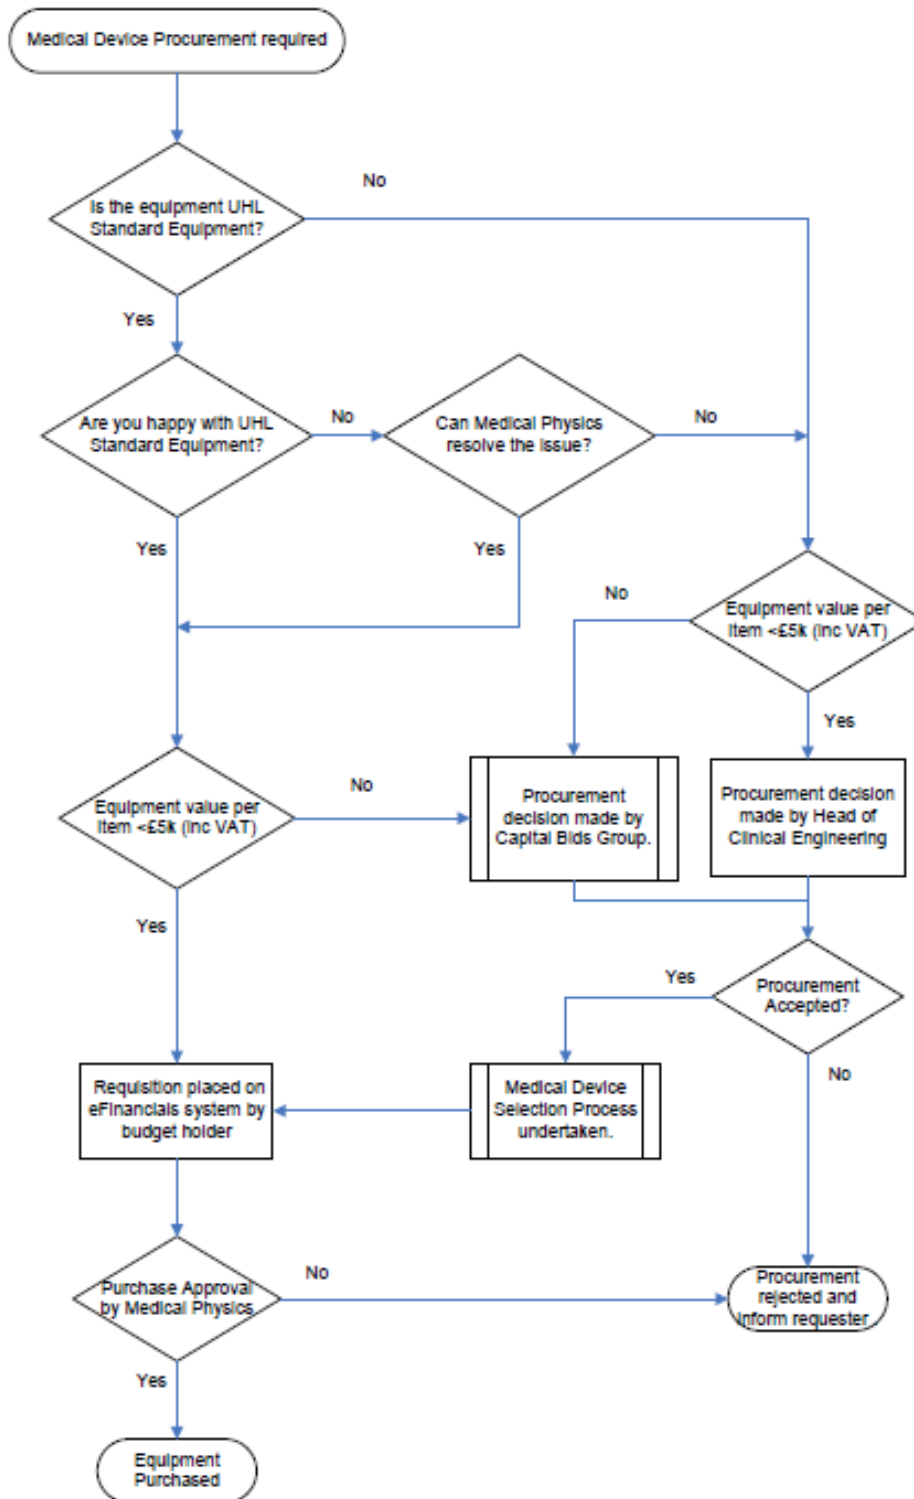 Medical Device Procurement required
No
Is the equipment UHL
Standard Equipment?
Yes
Are you happy with UHL
Standard Equipment?
No
Can Medical Physics
resolve the issue?
No
Yes
Yes
No
Equipment value per
item <£5k (inc VAT)
Yes
Equipment value per
item <£5k (inc VAT)
No
Procurement
decision made by
Capital Bids Group.
Procurement decision
made by Head of
Clinical Engineering
Yes
Yes
Procurement
Accepted?
No
Requisition placed on
eFinancials system by
budget holder
Medical Device
Selection Process
undertaken.
Purchase Approval
by Medical Physics
No
Procurement
rejected and
inform requester
Yes
Equipment
Purchased